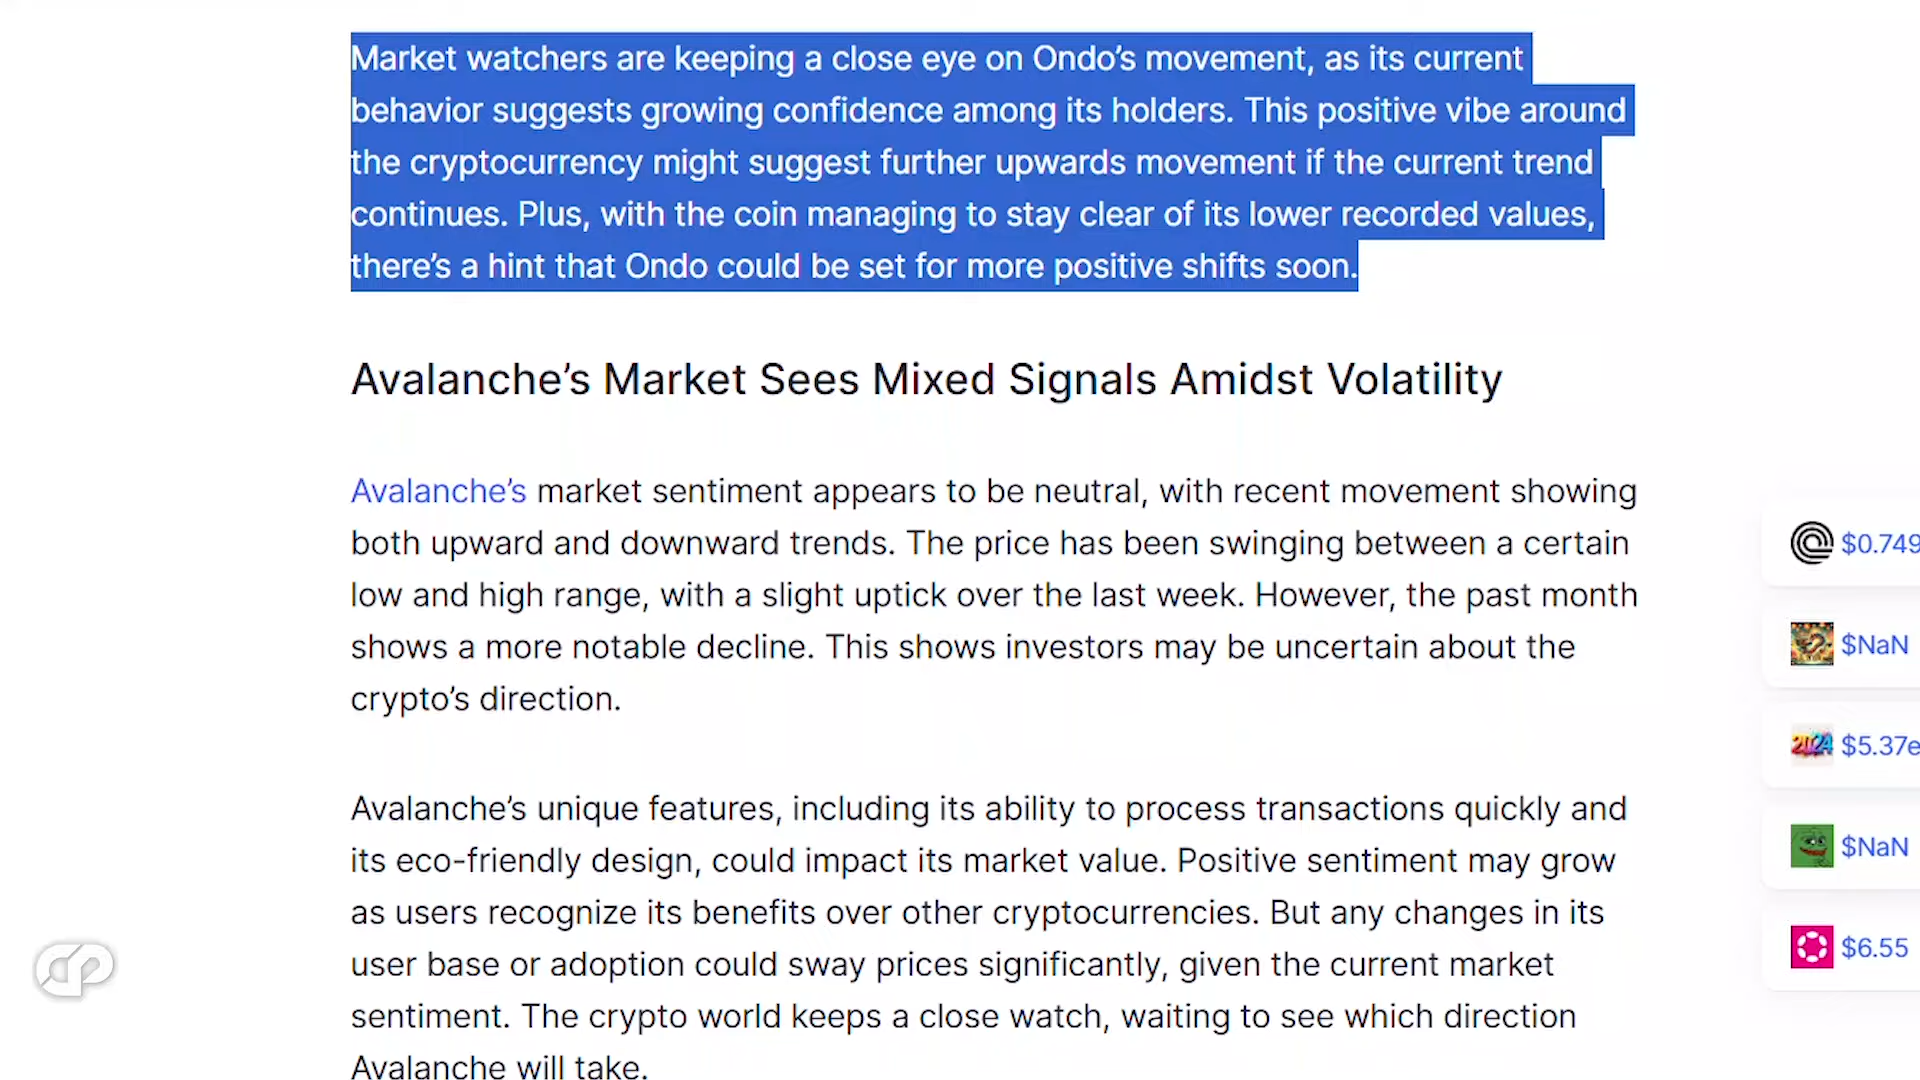 Market watchers are keeping a close eye on Ondo’s movement, as its current
behavior suggests growing confidence among its holders. This positive vibe around
the cryptocurrency might suggest further upwards movement if the current trend
continues. Plus, with the coin managing to stay clear of its lower recorded values,
there’s a hint that Ondo could be set for more positive shifts soon.
Avalanche’s Market Sees Mixed Signals Amidst Volatility
Avalanche’s market sentiment appears to be neutral, with recent movement showing
both upward and downward trends. The price has been swinging between a certain
low and high range, with a slight uptick over the last week. However, the past month
shows a more notable decline. This shows investors may be uncertain about the
crypto’s direction.
Avalanche’s unique features, including its ability to process transactions quickly and
its eco-friendly design, could impact its market value. Positive sentiment may grow
as users recognize its benefits over other cryptocurrencies. But any changes in its
user base or adoption could sway prices significantly, given the current market
sentiment. The crypto world keeps a close watch, waiting to see which direction
Avalanche will take.
$0.749
$NaN
2024 $5.37e
$NaN
$6.55